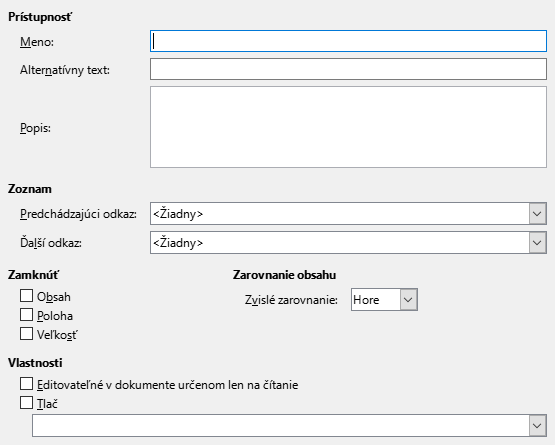 Prístupnosť
Meno:
Alternatívny text:
Popis:
Zoznam
Predchádzajúci odkaz: <Žiadny>
Ďalší odkaz: <Žiadny>
Zamknúť Zarovnanie obsahu
Obsah Zvislé zarovnanie: Hore
Poloha
Veľkosť
Vlastnosti
Editovateľné v dokumente určenom len na čítanie
Tlač